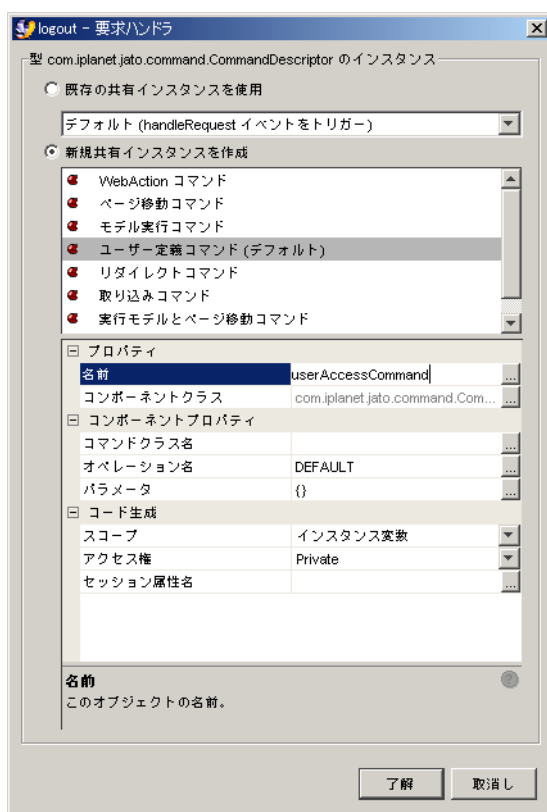 logout – 要求ハンドラ
型 com.iplanet.jato.command.CommandDescriptor のインスタンス
既存の共有インスタンスを使用
デフォルト (handleRequest イベントをトリガー)
新規共有インスタンスを作成
WebAction コマンド
ページ移動コマンド
モデル実行コマンド
ユーザー定義コマンド (デフォルト)
リダイレクトコマンド
取り込みコマンド
実行モデルとページ移動コマンド
プロパティ
名前 userAccessCommand ...
コンポーネントクラス com.iplanet.jato.command.Com... ...
コンポーネントプロパティ
コマンドクラス名 ...
オペレーション名 DEFAULT ...
パラメータ {} ...
コード生成
スコープ インスタンス変数
アクセス権 Private
セッション属性名 ...
名前 ?
このオブジェクトの名前。
了解 取消し